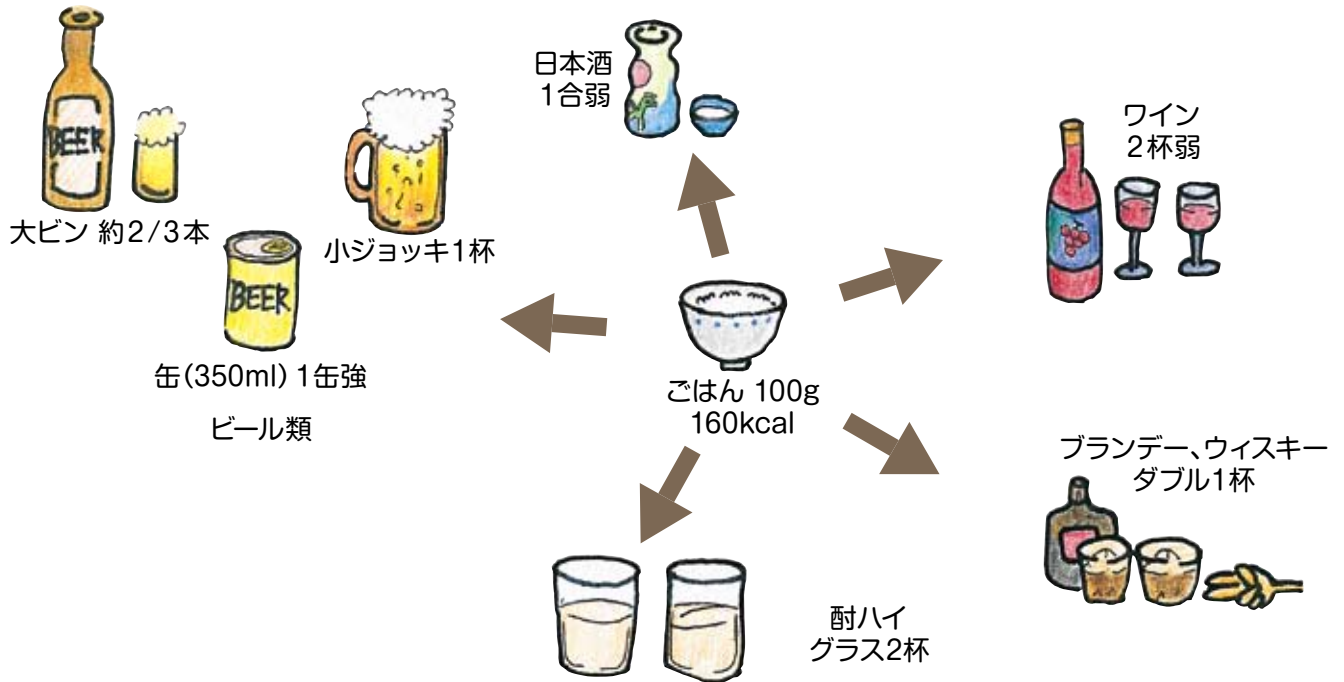 日本酒
1合弱
ワイン
2杯弱
BEER
大ビン 約2/3本
小ジョッキ1杯
BEER
缶(350ml) 1缶強
ビール類
ごはん 100g
160kcal
ブランデー、ウィスキー
ダブル1杯
酎ハイ
グラス2杯